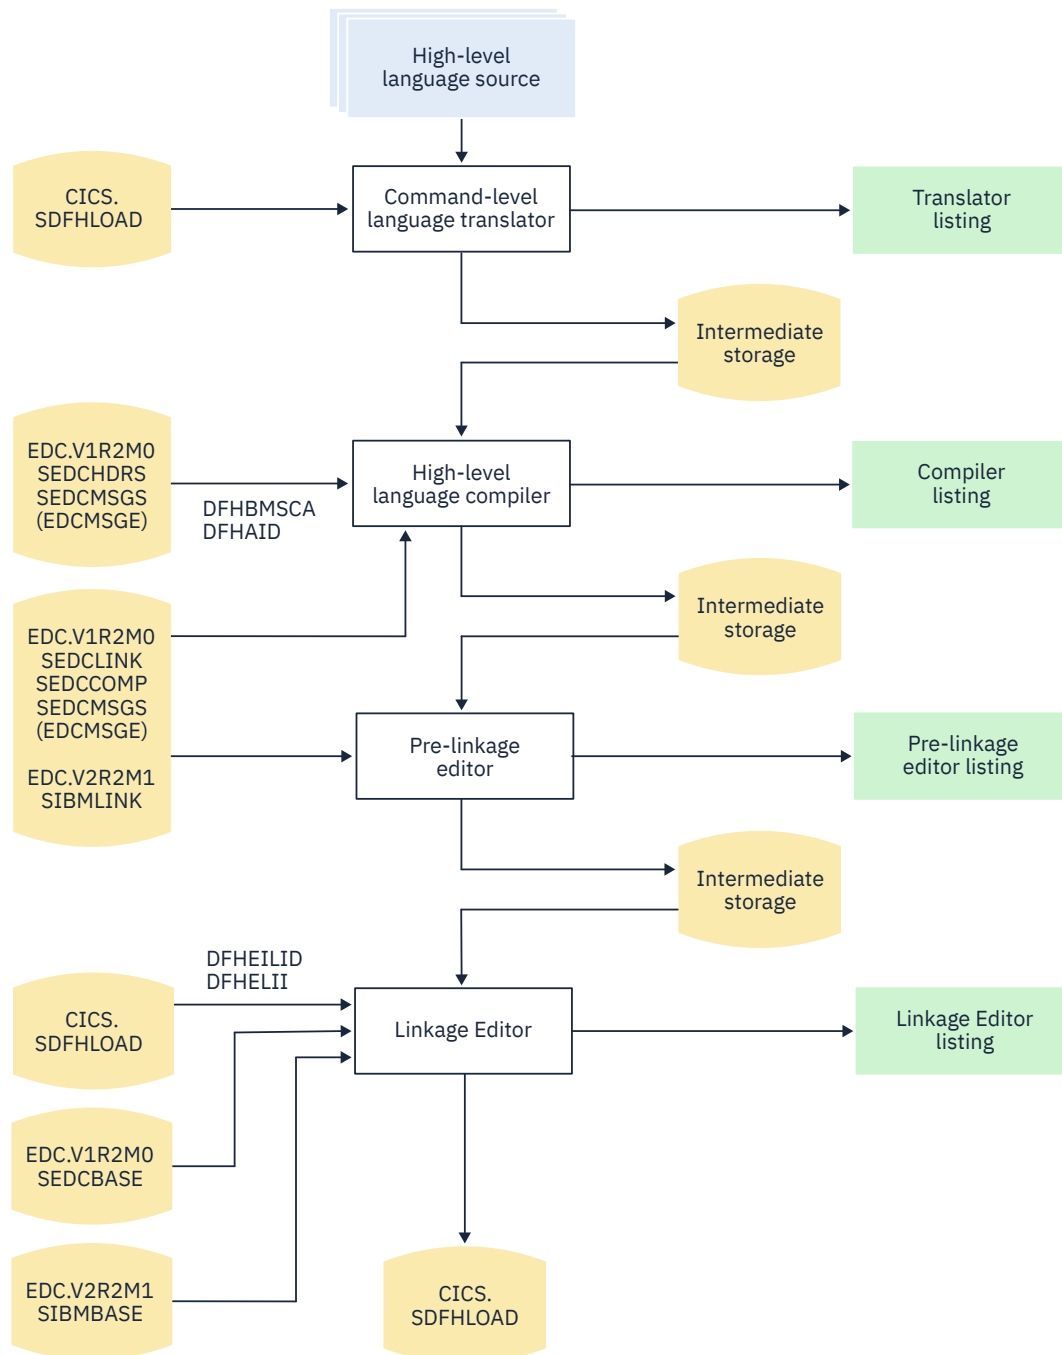 High-level
language source
CICS.
SDFHLOAD
Command-level
language translator
Translator
listing
Intermediate
storage
EDC.V1R2M0
SEDCHDRS
SEDCMSGS
(EDCMSGE)
DFHBMSCA
DFHAID
High-level
language compiler
Compiler
listing
Intermediate
storage
EDC.V1R2M0
SEDCLINK
SEDCCOMP
SEDCMSGS
(EDCMSGE)
EDC.V2R2M1
SIBMLINK
Pre-linkage
editor
Pre-linkage
editor listing
Intermediate
storage
DFHEILID
DFHELII
CICS.
SDFHLOAD
Linkage Editor
Linkage Editor
listing
EDC.V1R2M0
SEDCBASE
EDC.V2R2M1
SIBMBASE
CICS.
SDFHLOAD